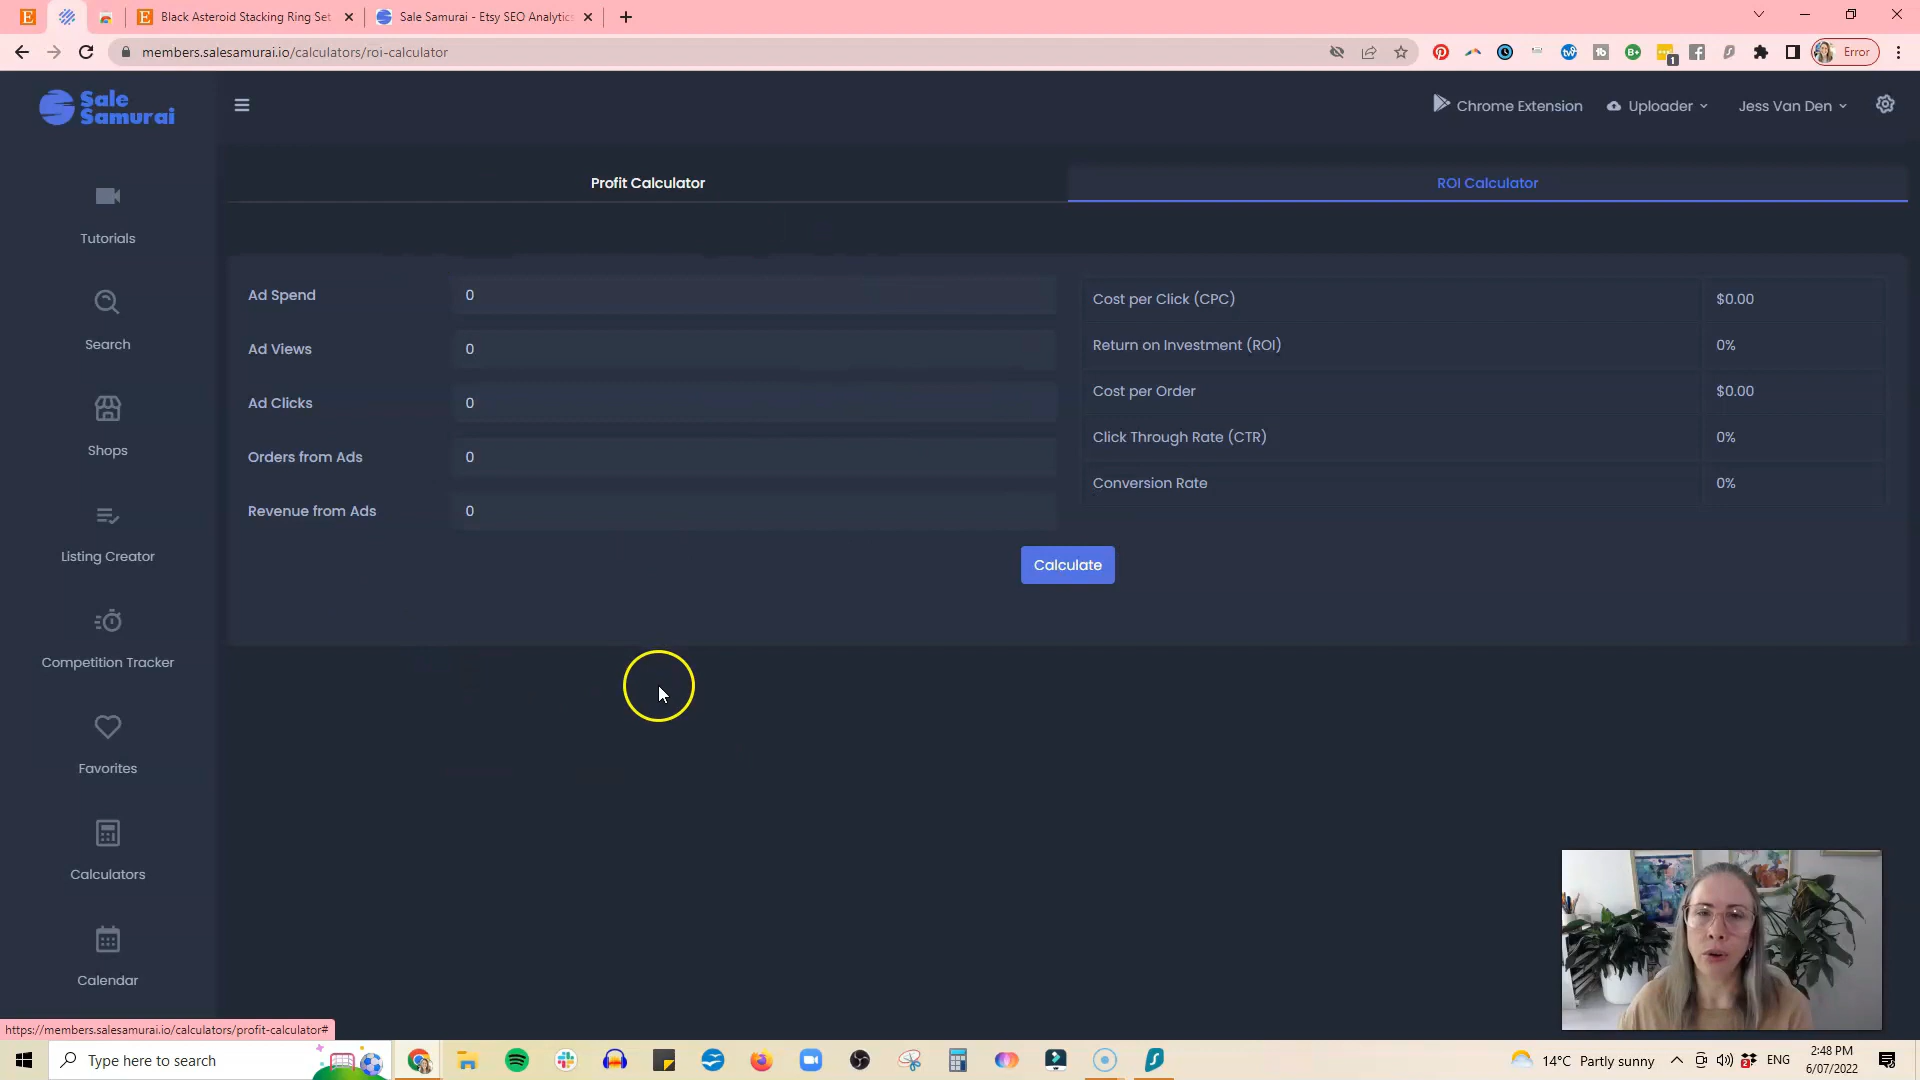 Black Asteroid Stacking Ring Set
Sale Samurai - Etsy SEO Analytics
members.salesamurai.io/calculators/roi-calculator
1
Error
Sale
Samurai
Chrome Extension
Uploader
Jess Van Den
Profit Calculator
ROI Calculator
Tutorials
Search
Shops
Listing Creator
Competition Tracker
Favorites
Calculators
Calendar
Ad Spend
0
Ad Views
0
Ad Clicks
0
Orders from Ads
0
Revenue from Ads
0
Cost per Click (CPC)
$0.00
Return on Investment (ROI)
0%
Cost per Order
$0.00
Click Through Rate (CTR)
0%
Conversion Rate
0%
Calculate
https://members.salesamurai.io/calculators/profit-calculator#
Type here to search
14°C Partly sunny
ENG
2:48 PM
6/07/2022